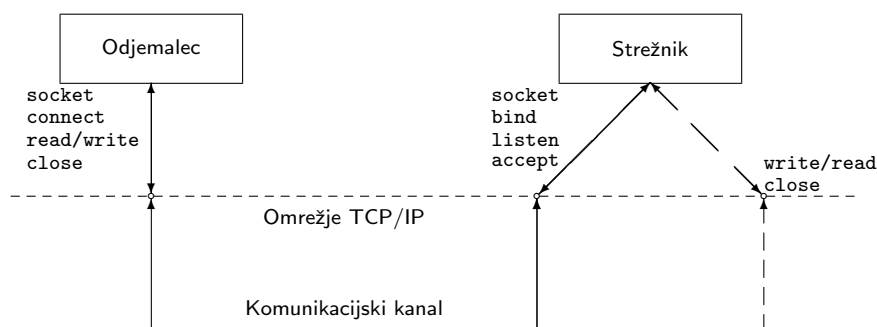 Odjemalec
Strežnik
socket
connect
read/write
close
socket
bind
listen
accept
write/read
close
Omrežje TCP/IP
Komunikacijski kanal